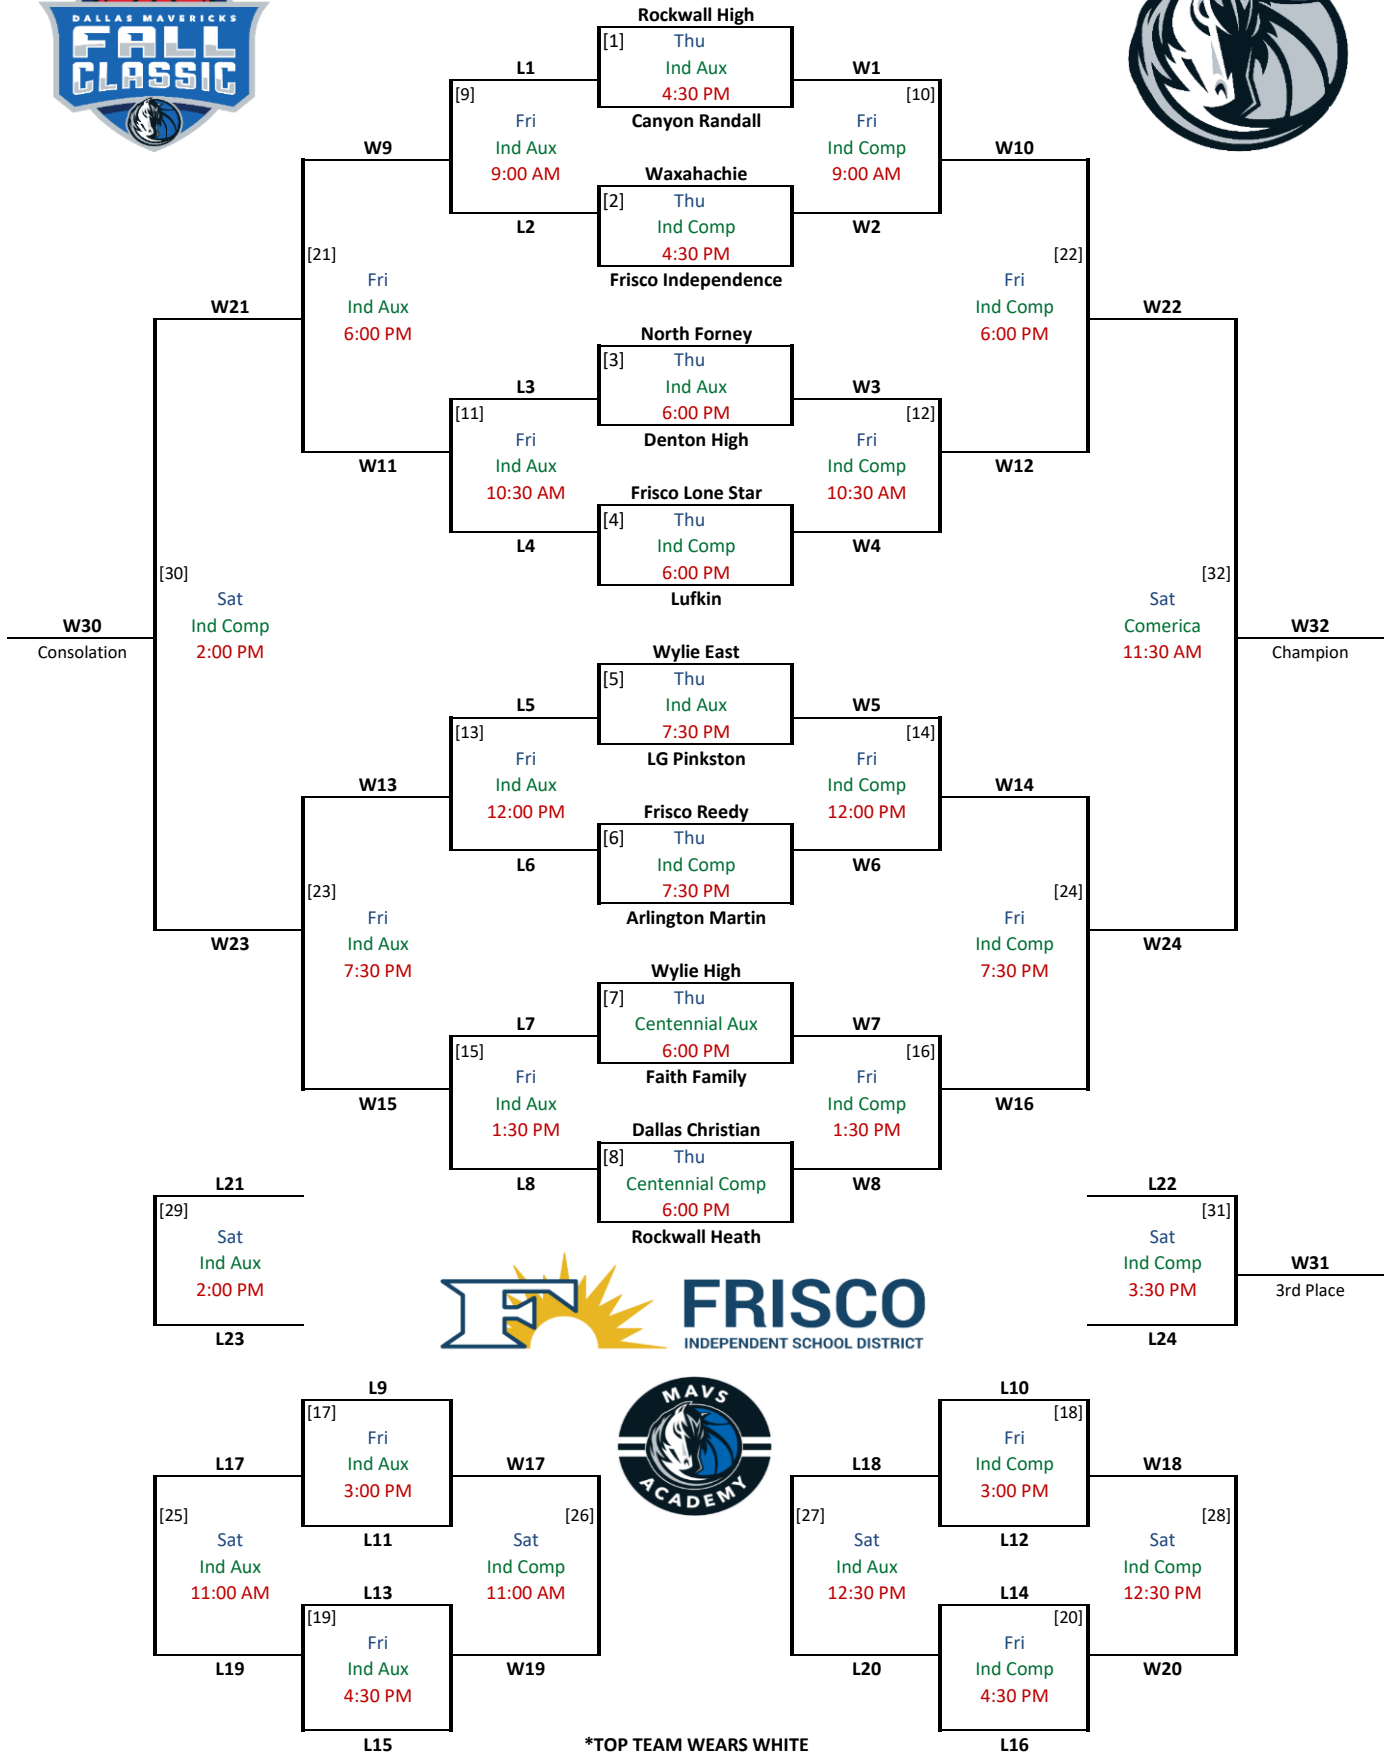 DALLAS MAVERICKS
FALL
CLASSIC
Rockwall High
[1] Thu
Ind Aux
4:30 PM
Canyon Randall
L1
W1
[9]
Fri
Ind Aux
9:00 AM
[10]
Fri
Ind Comp
9:00 AM
W9
W10
Waxahachie
[2] Thu
Ind Comp
4:30 PM
Frisco Independence
L2
W2
[21]
Fri
Ind Aux
6:00 PM
[22]
Fri
Ind Comp
6:00 PM
W21
W22
North Forney
[3] Thu
Ind Aux
6:00 PM
Denton High
L3
W3
[11]
Fri
Ind Aux
10:30 AM
[12]
Fri
Ind Comp
10:30 AM
W11
W12
Frisco Lone Star
[4] Thu
Ind Comp
6:00 PM
Lufkin
L4
W4
[30]
Sat
Ind Comp
2:00 PM
W30
Consolation
[32]
Sat
Comerica
11:30 AM
W32
Champion
Wylie East
[5] Thu
Ind Aux
7:30 PM
LG Pinkston
L5
W5
[13]
Fri
Ind Aux
12:00 PM
[14]
Fri
Ind Comp
12:00 PM
W13
W14
Frisco Reedy
[6] Thu
Ind Comp
7:30 PM
Arlington Martin
L6
W6
[23]
Fri
Ind Aux
7:30 PM
[24]
Fri
Ind Comp
7:30 PM
W23
W24
Wylie High
[7] Thu
Centennial Aux
6:00 PM
Faith Family
L7
W7
[15]
Fri
Ind Aux
1:30 PM
[16]
Fri
Ind Comp
1:30 PM
W15
W16
Dallas Christian
[8] Thu
Centennial Comp
6:00 PM
Rockwall Heath
L8
W8
L21
[29]
Sat
Ind Aux
2:00 PM
L23
L22
[31]
Sat
Ind Comp
3:30 PM
L24
W31
3rd Place
F
FRISCO
INDEPENDENT SCHOOL DISTRICT
MAVS
ACADEMY
L9
[17]
Fri
Ind Aux
3:00 PM
L11
L17
W17
[25]
Sat
Ind Aux
11:00 AM
[26]
Sat
Ind Comp
11:00 AM
L13
[19]
Fri
Ind Aux
4:30 PM
L15
L19
W19
L10
[18]
Fri
Ind Comp
3:00 PM
L12
L18
W18
[27]
Sat
Ind Aux
12:30 PM
[28]
Sat
Ind Comp
12:30 PM
L14
[20]
Fri
Ind Comp
4:30 PM
L16
L20
W20
*TOP TEAM WEARS WHITE